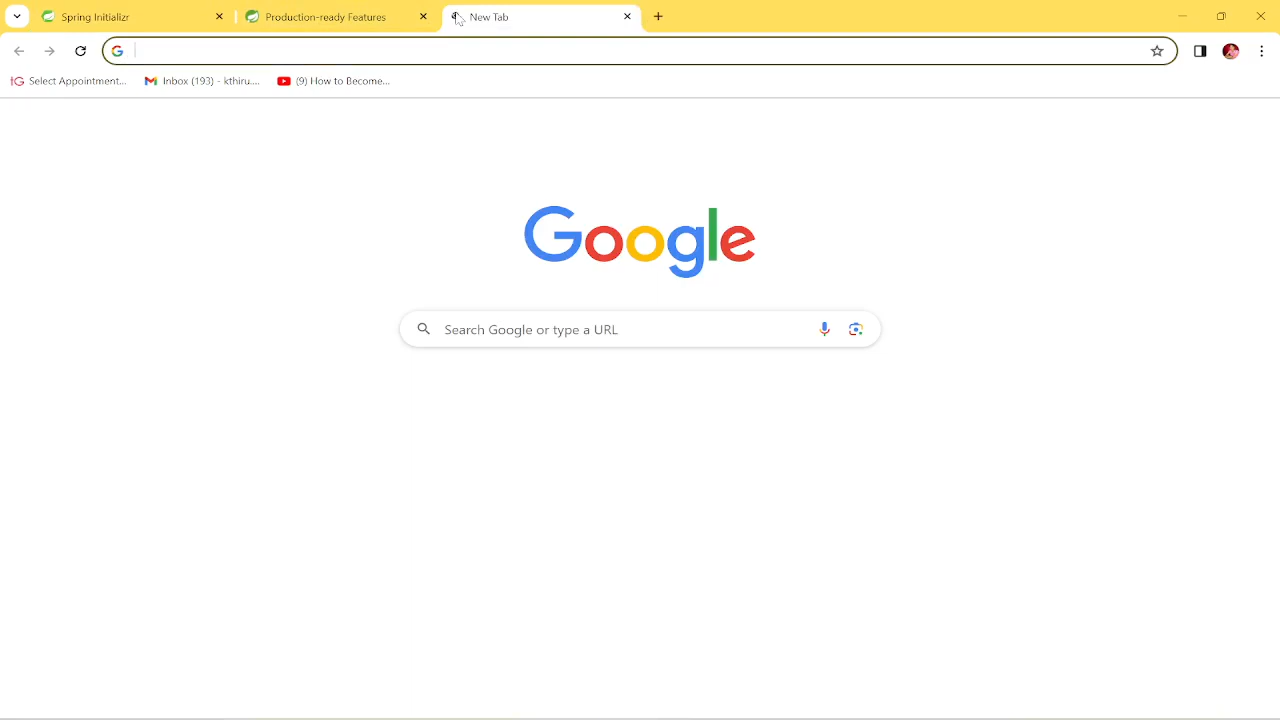 Spring Initializr
Production-ready Features
New Tab
Select Appointment...
Inbox (193) - kthiru....
(9) How to Become...
Google
Search Google or type a URL